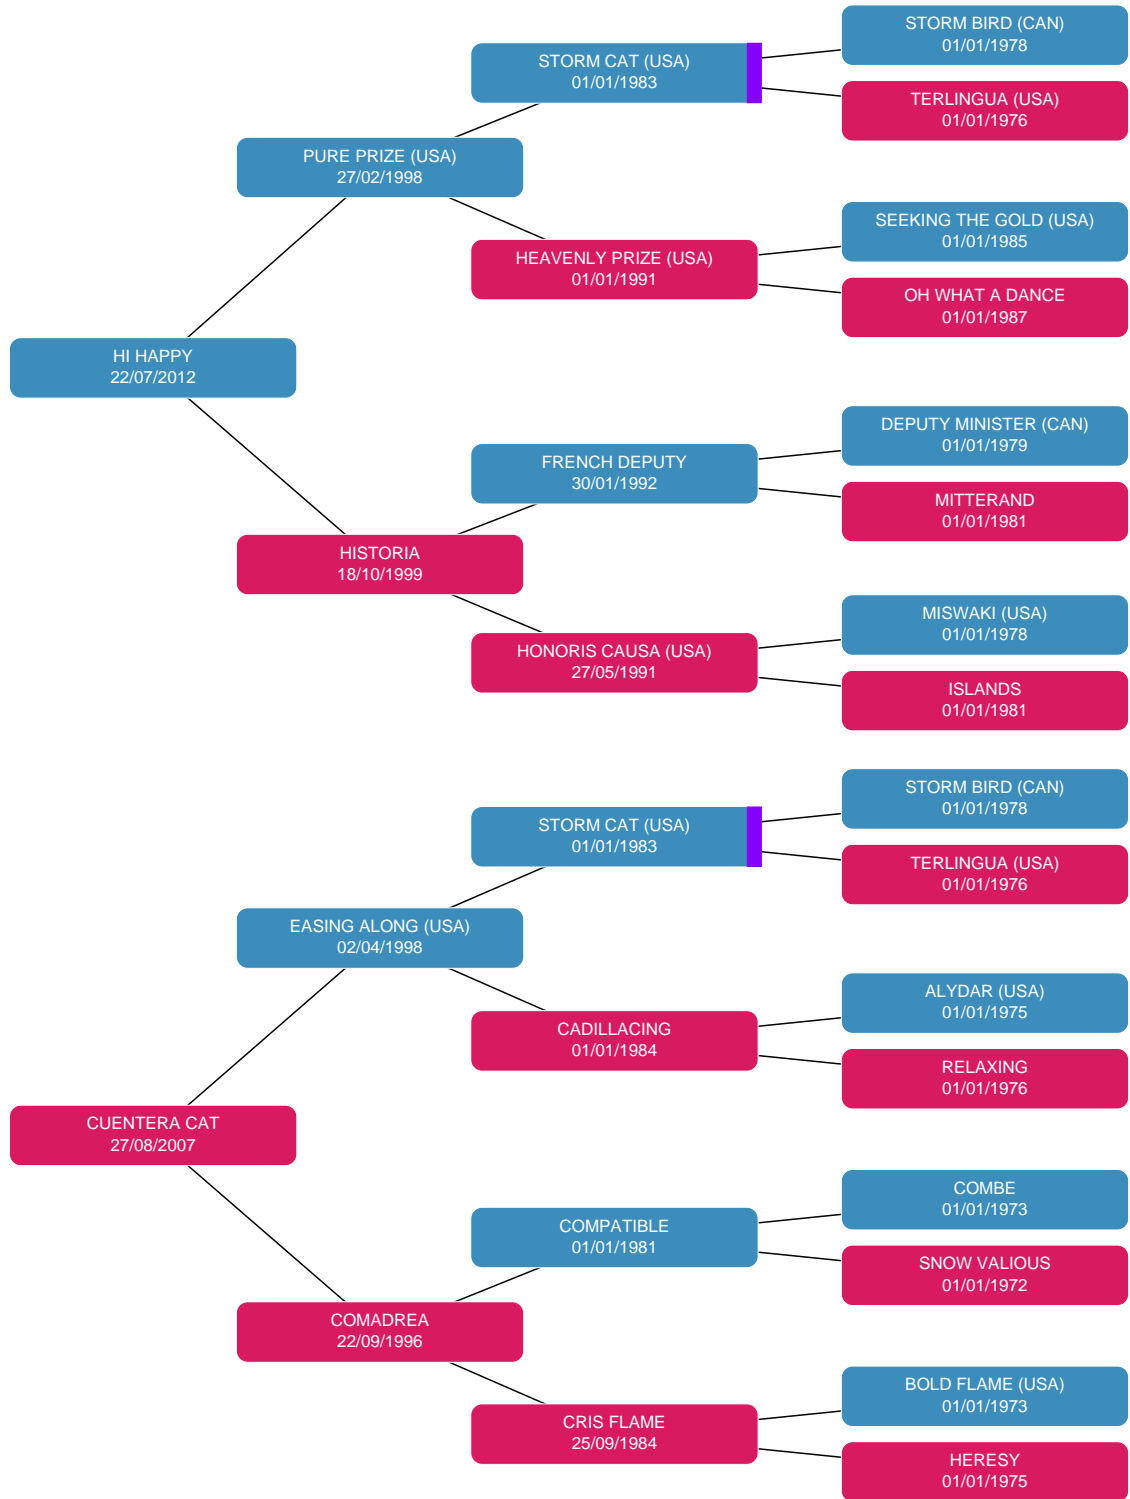 STORM BIRD (CAN)
01/01/1978
STORM CAT (USA)
01/01/1983
TERLINGUA (USA)
01/01/1976
PURE PRIZE (USA)
27/02/1998
SEEKING THE GOLD (USA)
01/01/1985
HEAVENLY PRIZE (USA)
01/01/1991
OH WHAT A DANCE
01/01/1987
HI HAPPY
22/07/2012
DEPUTY MINISTER (CAN)
01/01/1979
FRENCH DEPUTY
30/01/1992
MITTERAND
01/01/1981
HISTORIA
18/10/1999
MISWAKI (USA)
01/01/1978
HONORIS CAUSA (USA)
27/05/1991
ISLANDS
01/01/1981
STORM BIRD (CAN)
01/01/1978
STORM CAT (USA)
01/01/1983
TERLINGUA (USA)
01/01/1976
EASING ALONG (USA)
02/04/1998
ALYDAR (USA)
01/01/1975
CADILLACING
01/01/1984
RELAXING
01/01/1976
CUENTERA CAT
27/08/2007
COMBE
01/01/1973
COMPATIBLE
01/01/1981
SNOW VALIOUS
01/01/1972
COMADREA
22/09/1996
BOLD FLAME (USA)
01/01/1973
CRIS FLAME
25/09/1984
HERESY
01/01/1975